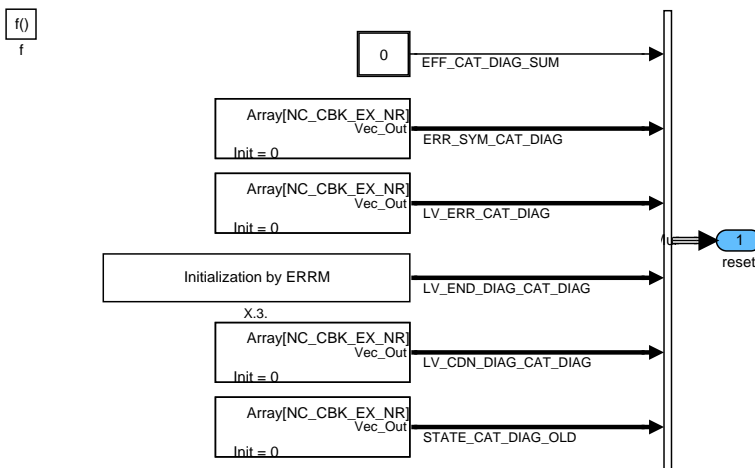 f()
f
0
EFF_CAT_DIAG_SUM
Array[NC_CBK_EX_NR]
Vec_Out
Init = 0
ERR_SYM_CAT_DIAG
Array[NC_CBK_EX_NR]
Vec_Out
Init = 0
LV_ERR_CAT_DIAG
1
reset
Initialization by ERRM
LV_END_DIAG_CAT_DIAG
X.3.
Array[NC_CBK_EX_NR]
Vec_Out
Init = 0
LV_CDN_DIAG_CAT_DIAG
Array[NC_CBK_EX_NR]
Vec_Out
Init = 0
STATE_CAT_DIAG_OLD